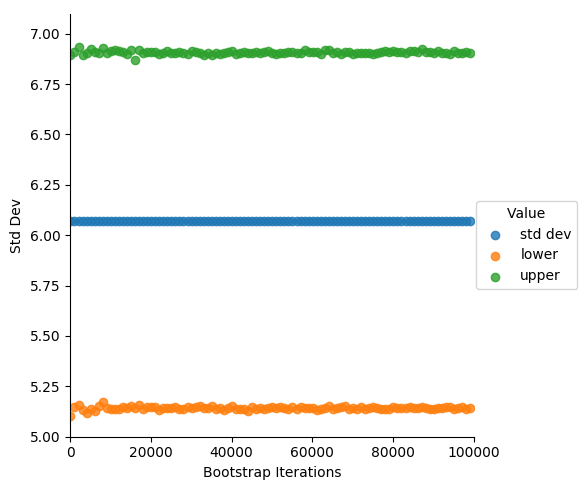 7.00
6.75
6.50
6.25
6.00
5.75
5.50
5.25
5.00
Std Dev
0 20000 40000 60000 80000 100000
Bootstrap Iterations
Value
std dev
lower
upper